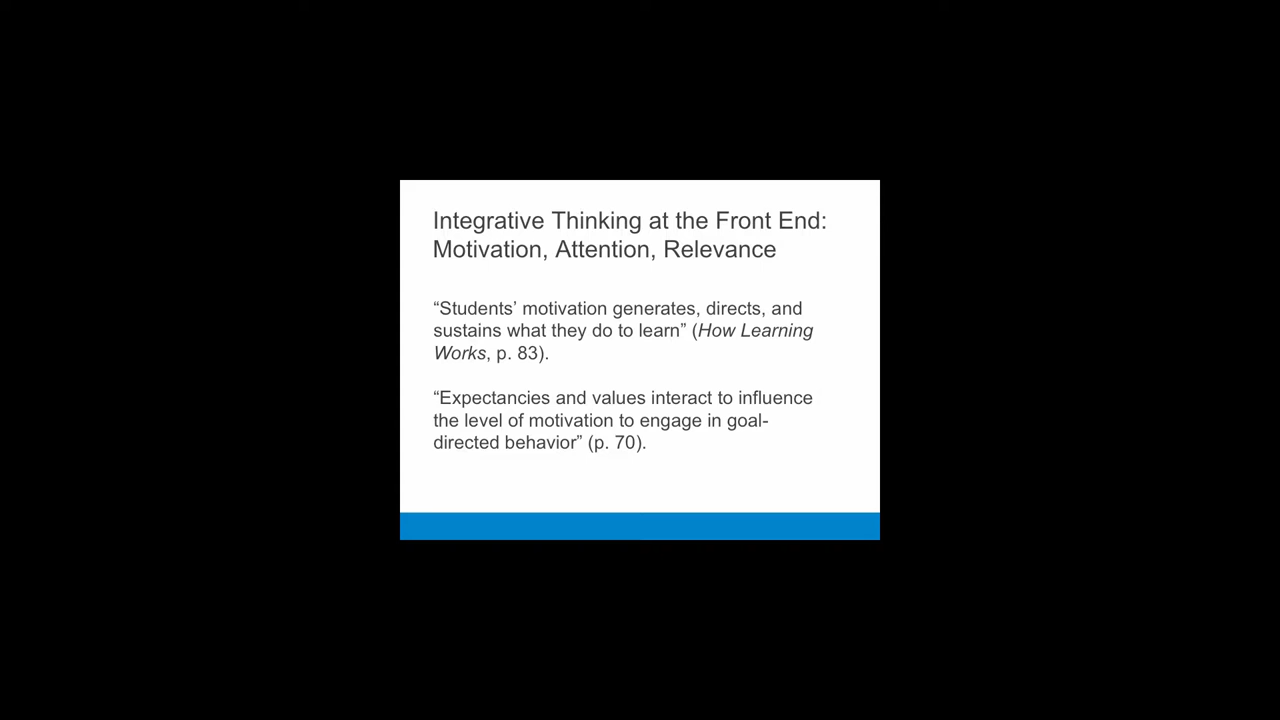 Integrative Thinking at the Front End:
Motivation, Attention, Relevance
“Students’ motivation generates, directs, and
sustains what they do to learn” (How Learning
Works, p. 83).
“Expectancies and values interact to influence
the level of motivation to engage in goal-
directed behavior” (p. 70).